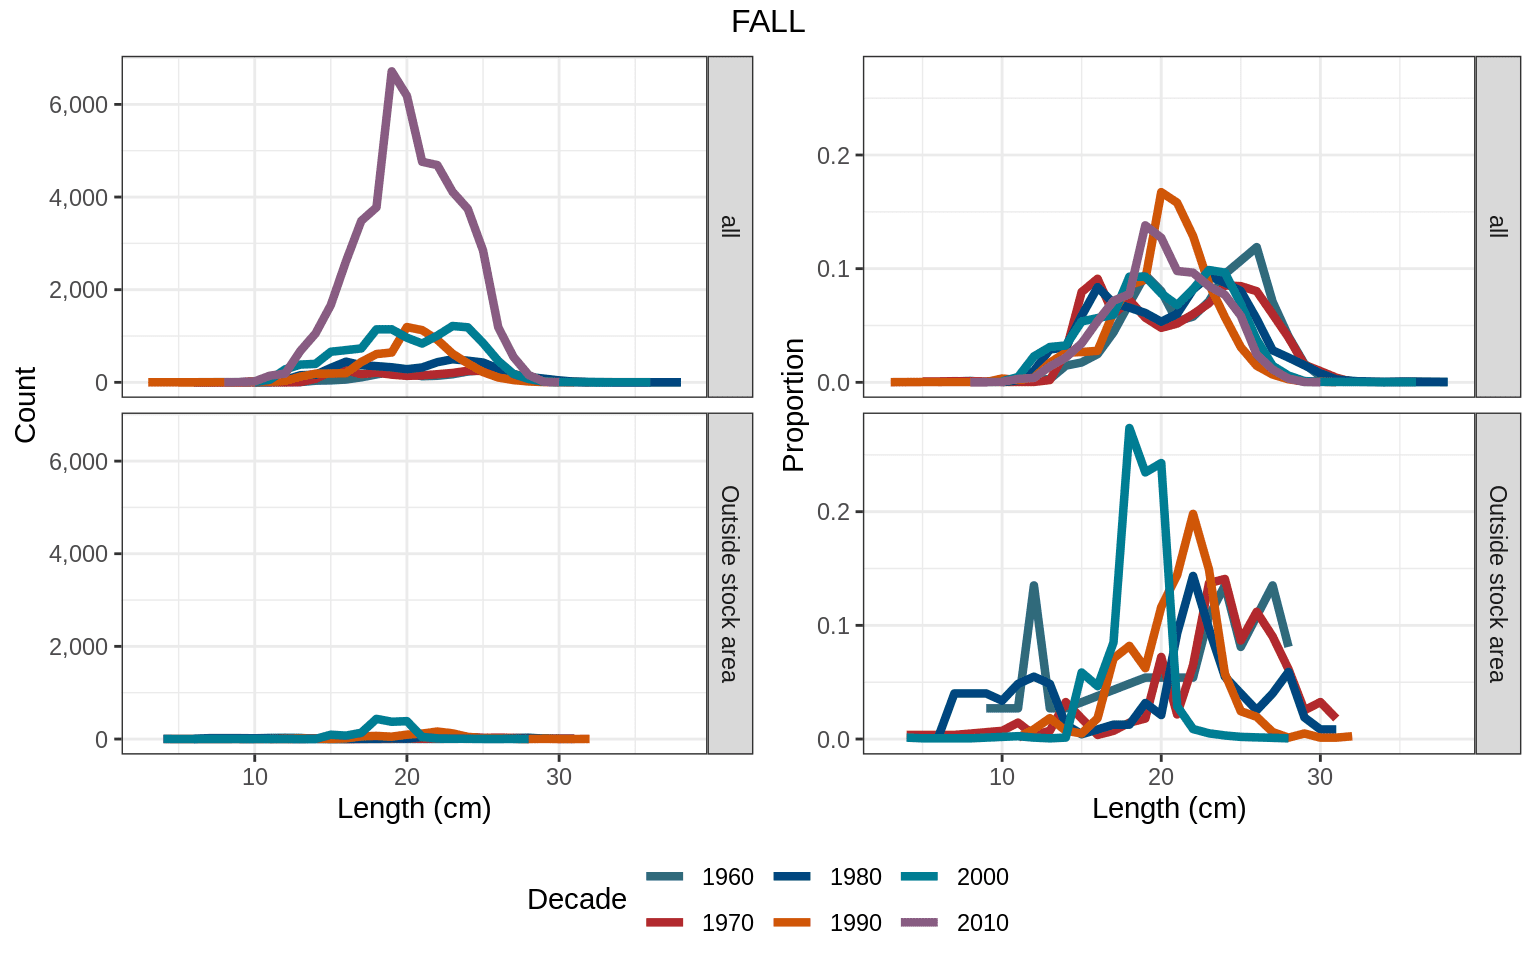 FALL
Count
6,000
4,000
2,000
0
all
6,000
4,000
2,000
0
Outside stock area
10 20 30
Length (cm)
Proportion
0.2
0.1
0.0
all
0.2
0.1
0.0
Outside stock area
10 20 30
Length (cm)
Decade
1960 1980 2000
1970 1990 2010